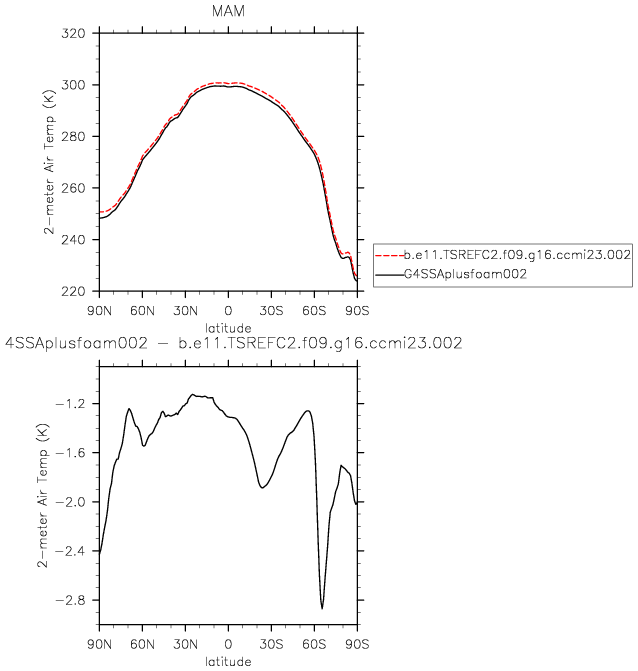 MAM
320
300
280
260
240
220
2-meter Air Temp (K)
90N 60N 30N 0 30S 60S 90S
latitude
b.e11.TSREFC2.f09.g16.ccmi23.002
G4SSAplusfoam002
4SSAplusfoam002 - b.e11.TSREFC2.f09.g16.ccmi23.002
-1.2
-1.6
-2.0
-2.4
-2.8
2-meter Air Temp (K)
90N 60N 30N 0 30S 60S 90S
latitude